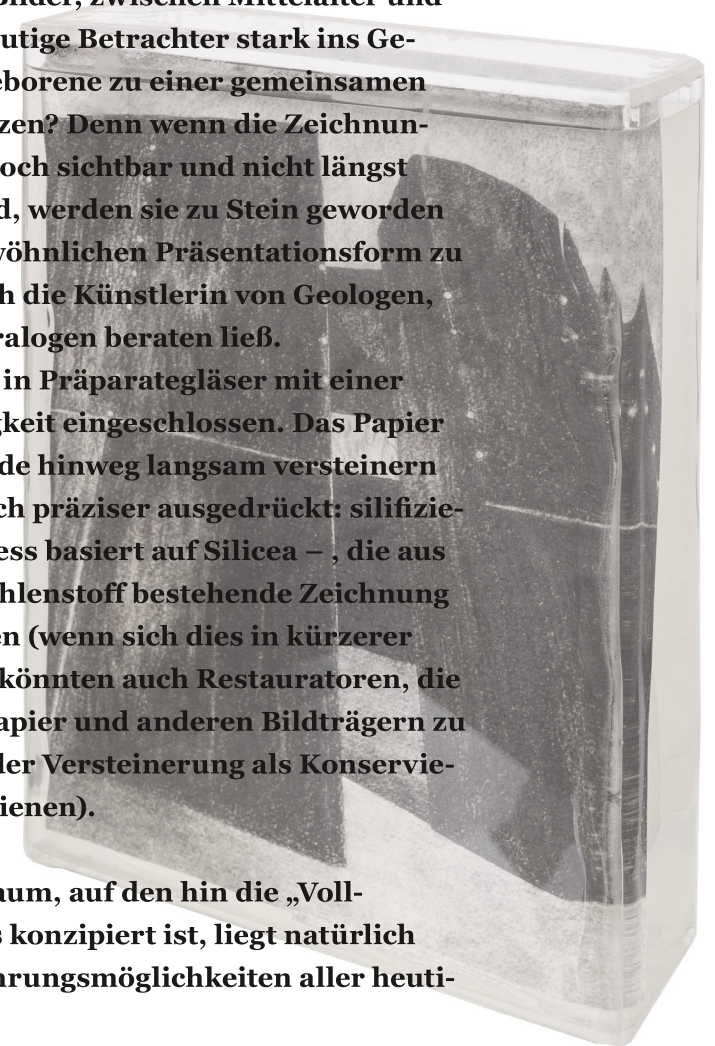 Bilder, zwischen Mittelalter und
utige Betrachter stark ins Ge-
eborene zu einer gemeinsamen
zen? Denn wenn die Zeichnun-
och sichtbar und nicht längst
d, werden sie zu Stein geworden
wöhnlichen Präsentationsform zu
h die Künstlerin von Geologen,
ralogen beraten ließ.
in Präparategläser mit einer
gkeit eingeschlossen. Das Papier
de hinweg langsam versteinern
ch präziser ausgedrückt: silifizie-
ess basiert auf Silicea – , die aus
hlenstoff bestehende Zeichnung
en (wenn sich dies in kürzerer
könnten auch Restauratoren, die
apier und anderen Bildträgern zu
der Versteinerung als Konservie-
ienen).
aum, auf den hin die „Voll-
s konzipiert ist, liegt natürlich
hrungsmöglichkeiten aller heuti-